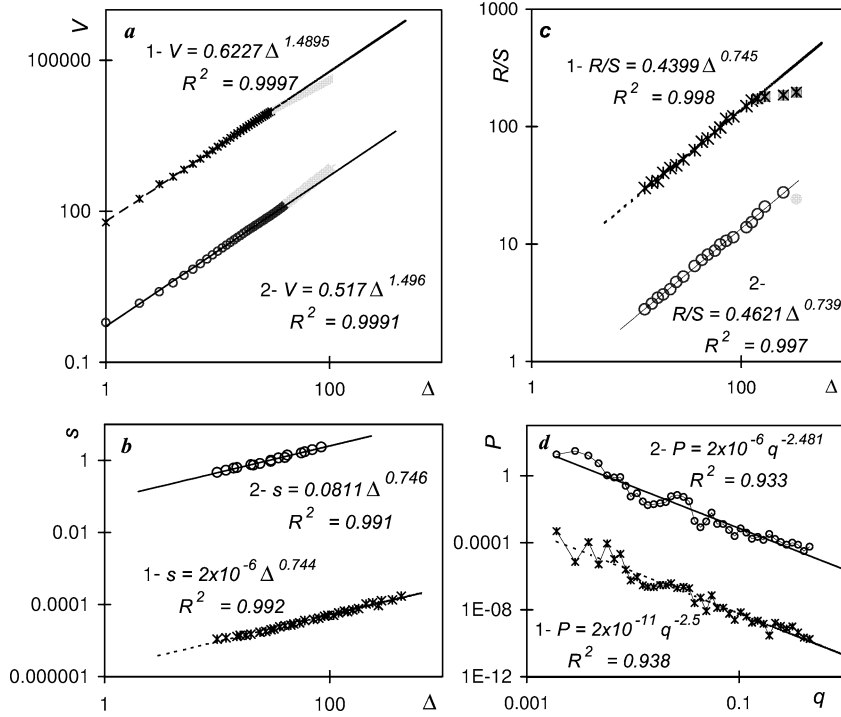 V
a
1- V = 0.6227 Δ^1.4895
R^2 = 0.9997
100000
100
2- V = 0.517 Δ^1.496
R^2 = 0.9991
0.1
1
100
Δ
R/S
1000
c
1- R/S = 0.4399 Δ^0.745
R^2 = 0.998
100
10
2-
R/S = 0.4621 Δ^0.739
R^2 = 0.997
1
1
100
Δ
s
b
1
2- s = 0.0811 Δ^0.746
R^2 = 0.991
0.01
1- s = 2x10^-6 Δ^0.744
R^2 = 0.992
0.0001
0.000001
1
100
Δ
P
d
2- P = 2x10^-6 q^-2.481
R^2 = 0.933
1
0.0001
1E-08
1- P = 2x10^-11 q^-2.5
R^2 = 0.938
1E-12
0.001
0.1
q